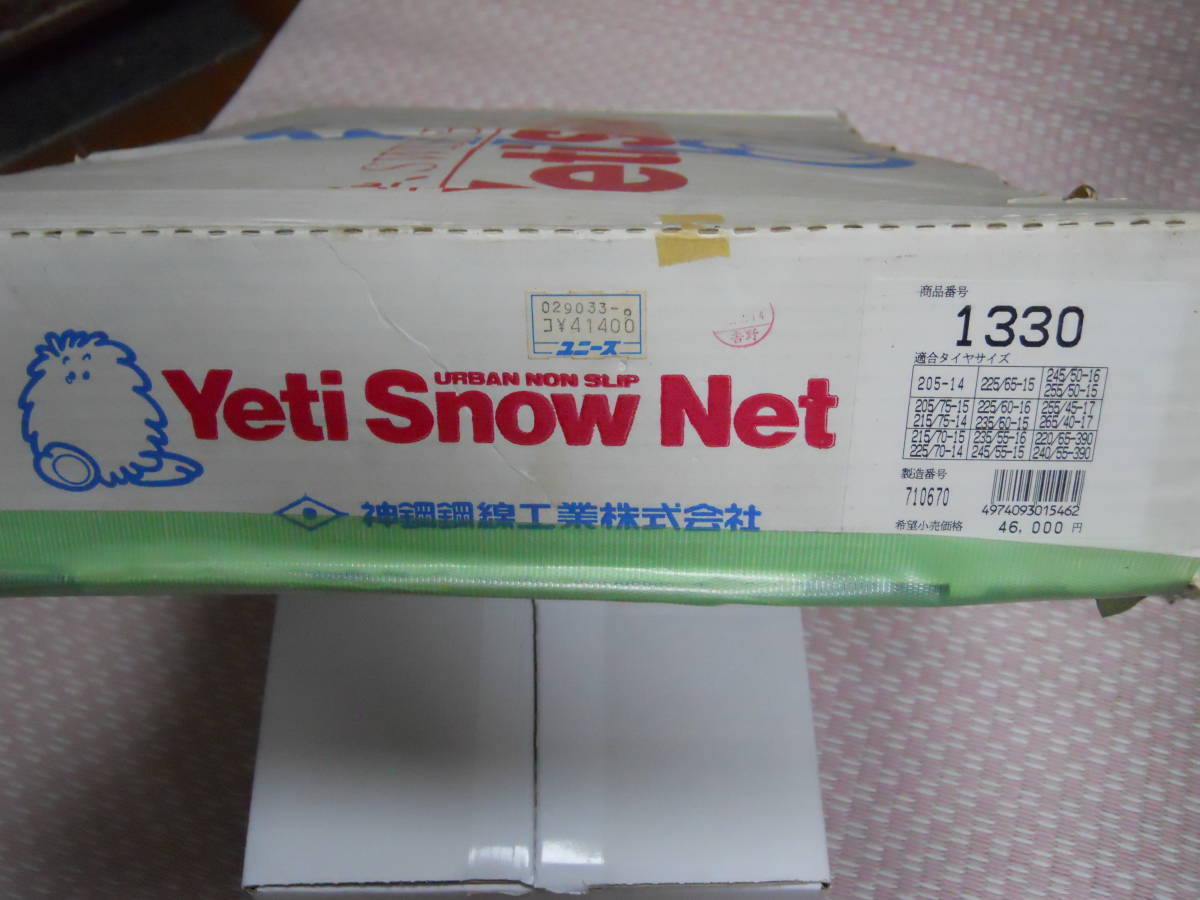 etis
029033-0
コ¥41400
ユニーズ
吉野
URBAN NON SLIP
Yeti Snow Net
神鋼鋼線工業株式会社
商品番号
1330
適合タイヤサイズ
205-14 225/65-15 245/50-16 255/50-15
205/75-15 225/60-16 255/45-17
215/75-14 235/60-15 265/40-17
215/70-15 235/55-16 220/65-390
225/70-14 245/55-15 240/55-390
製造番号
710670
4974093015462
希望小売価格 46,000 円